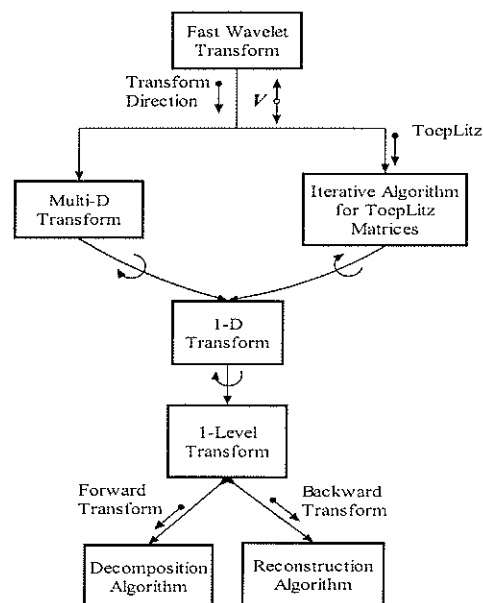 Fast Wavelet
Transform
Transform
Direction
V
ToepLitz
Multi-D
Transform
Iterative Algorithm
for ToepLitz
Matrices
1-D
Transform
1-Level
Transform
Forward
Transform
Backward
Transform
Decomposition
Algorithm
Reconstruction
Algorithm